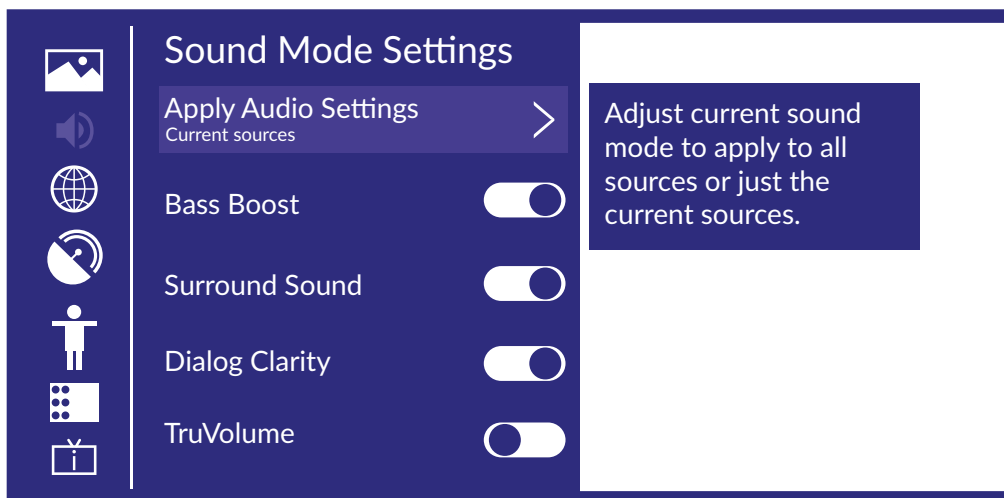 Sound Mode Settings
Apply Audio Settings
Current sources
Bass Boost
Surround Sound
Dialog Clarity
TruVolume
Adjust current sound
mode to apply to all
sources or just the
current sources.